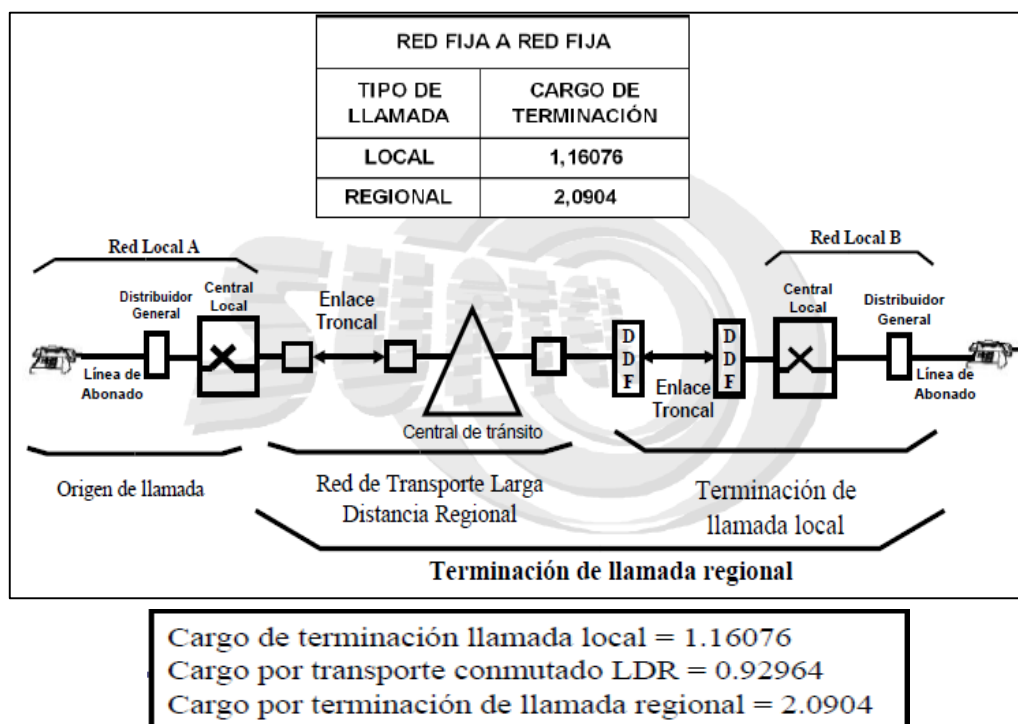 RED FIJA A RED FIJA
TIPO DE LLAMADA
CARGO DE TERMINACIÓN
LOCAL
1,16076
REGIONAL
2,0904
Red Local A
Red Local B
Distribuidor General
Central Local
Enlace Troncal
DDF
DDF
Central Local
Distribuidor General
Línea de Abonado
Central de tránsito
Enlace Troncal
Línea de Abonado
Origen de llamada
Red de Transporte Larga
Distancia Regional
Terminación de
llamada local
Terminación de llamada regional
Cargo de terminación llamada local = 1.16076
Cargo por transporte conmutado LDR = 0.92964
Cargo por terminación de llamada regional = 2.0904